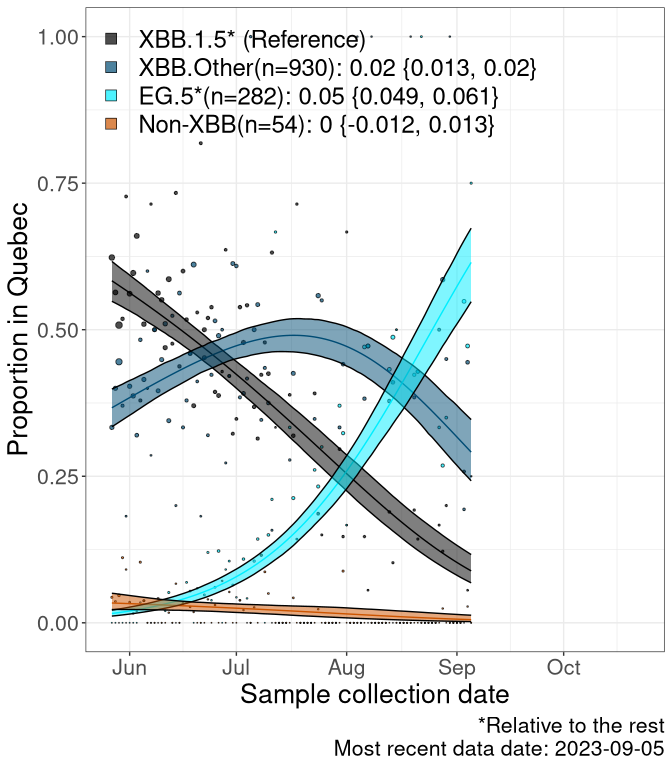 1.00
XBB.1.5* (Reference)
XBB.Other(n=930): 0.02 {0.013, 0.02}
EG.5*(n=282): 0.05 {0.049, 0.061}
Non-XBB(n=54): 0 {-0.012, 0.013}
0.75
0.50
0.25
0.00
Proportion in Quebec
Jun Jul Aug Sep Oct
Sample collection date
*Relative to the rest
Most recent data date: 2023-09-05